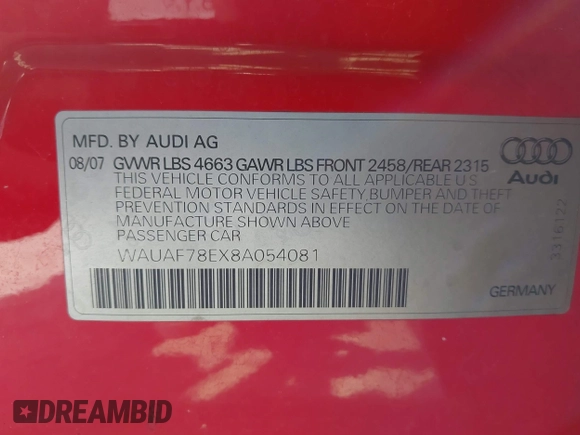 MFD. BY AUDI AG
08/07 GVWR LBS 4663 GAWR LBS FRONT 2458/REAR 2315
THIS VEHICLE CONFORMS TO ALL APPLICABLE U.S.
FEDERAL MOTOR VEHICLE SAFETY, BUMPER AND THEFT
PREVENTION STANDARDS IN EFFECT ON THE DATE OF
MANUFACTURE SHOWN ABOVE
PASSENGER CAR
WAUAF78EX8A054081
Audi
3316122
GERMANY
DREAMBID